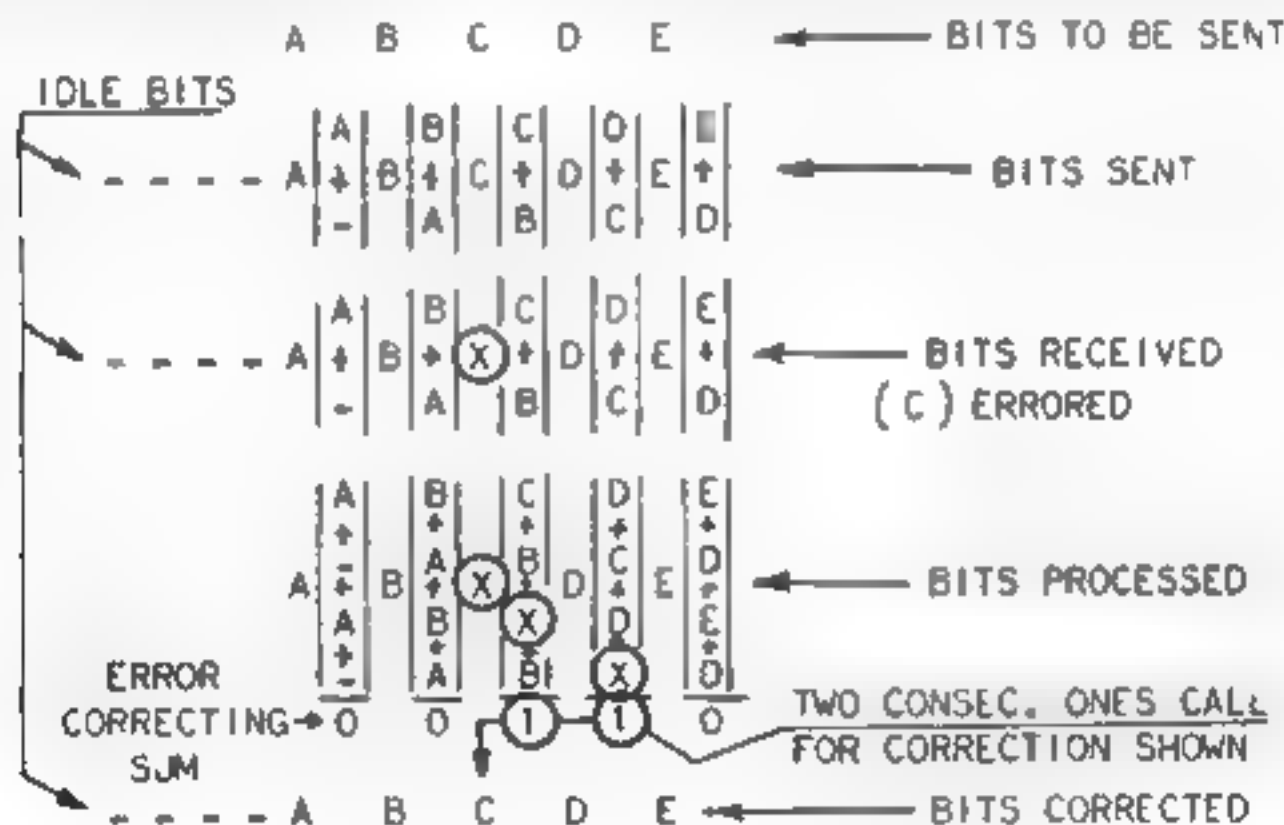 A B C D E ← BITS TO BE SENT
IDLE BITS
A B C D
- - - - A + B + C + D + E + ← BITS SENT
- A B C D
A B C D E
- - - - A + B + X + D + E + ← BITS RECEIVED
- A B C D
( C ) ERRORED
A B C D E
+ + + + +
- A B C D
A + B + X + D + E + ← BITS PROCESSED
A B X D E
+ + + + +
- A B X D
ERROR
CORRECTING → 0 0 1 1 0
SUM
TWO CONSEC. ONES CALL
FOR CORRECTION SHOWN
- - - - A B C D E ← BITS CORRECTED